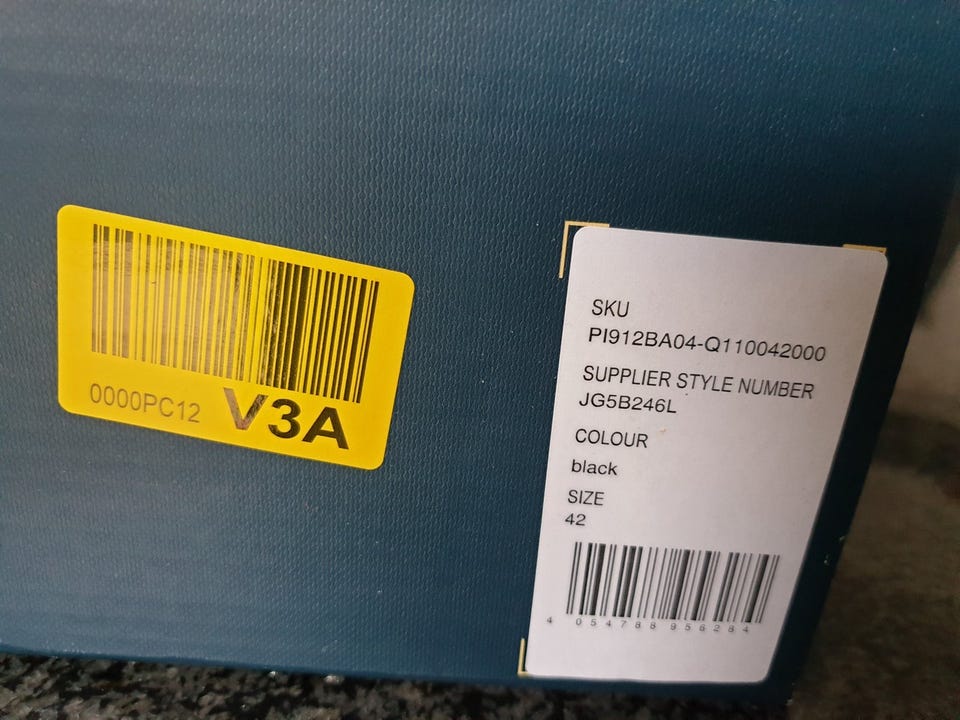 0000PC12 V3A
SKU
PI912BA04-Q110042000
SUPPLIER STYLE NUMBER
JG5B246L
COLOUR
black
SIZE
42
4 054788 956284